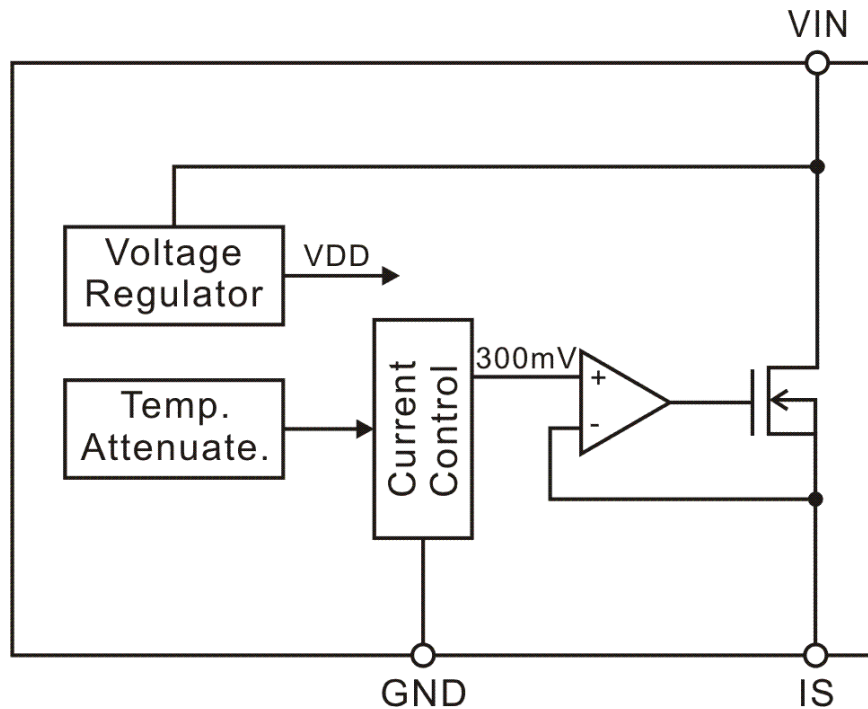 VIN
Voltage
Regulator
VDD
Temp.
Attenuate.
Current
Control
300mV
+
-
GND
IS